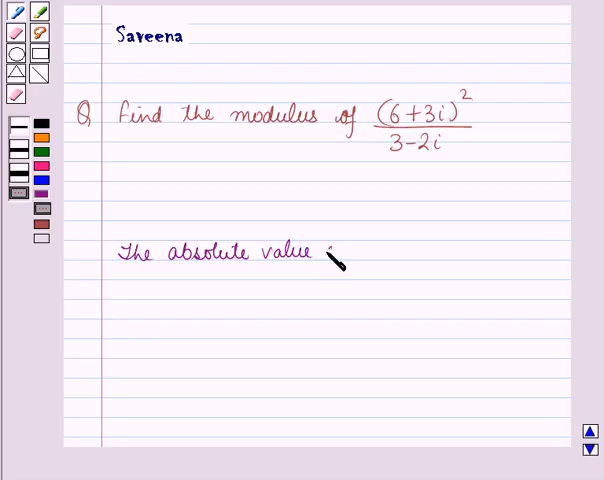 Saveena
Q Find the modulus of (6+3i)²
3-2i
The absolute value